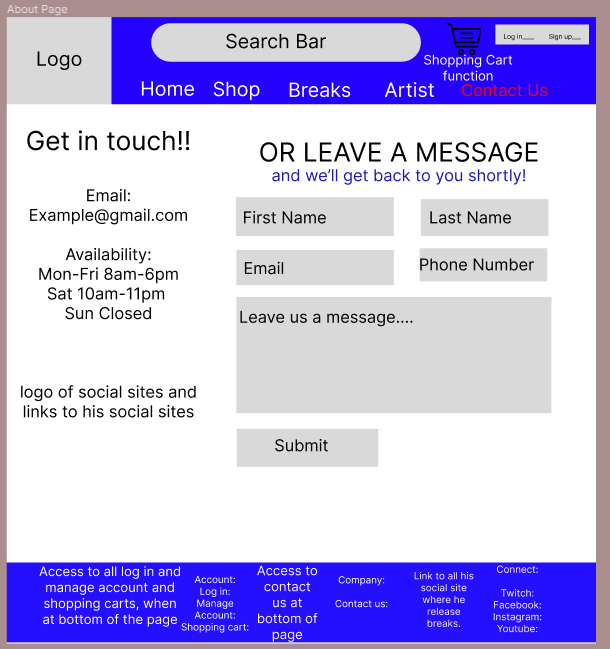 About Page
Logo
Search Bar
Shopping Cart
function
Log in___
Sign up___
Home
Shop
Breaks
Artist
Contact Us
Get in touch!!
Email:
Example@gmail.com
Availability:
Mon-Fri 8am-6pm
Sat 10am-11pm
Sun Closed
logo of social sites and
links to his social sites
OR LEAVE A MESSAGE
and we'll get back to you shortly!
First Name
Last Name
Email
Phone Number
Leave us a message....
Submit
Access to all log in and
manage account and
shopping carts, when
at bottom of the page
Account:
Log in:
Manage
Account:
Shopping cart:
Access to
contact
us at
bottom of
page
Company:
Contact us:
Link to all his
social site
where he
release
breaks.
Connect:
Twitch:
Facebook:
Instagram:
Youtube: